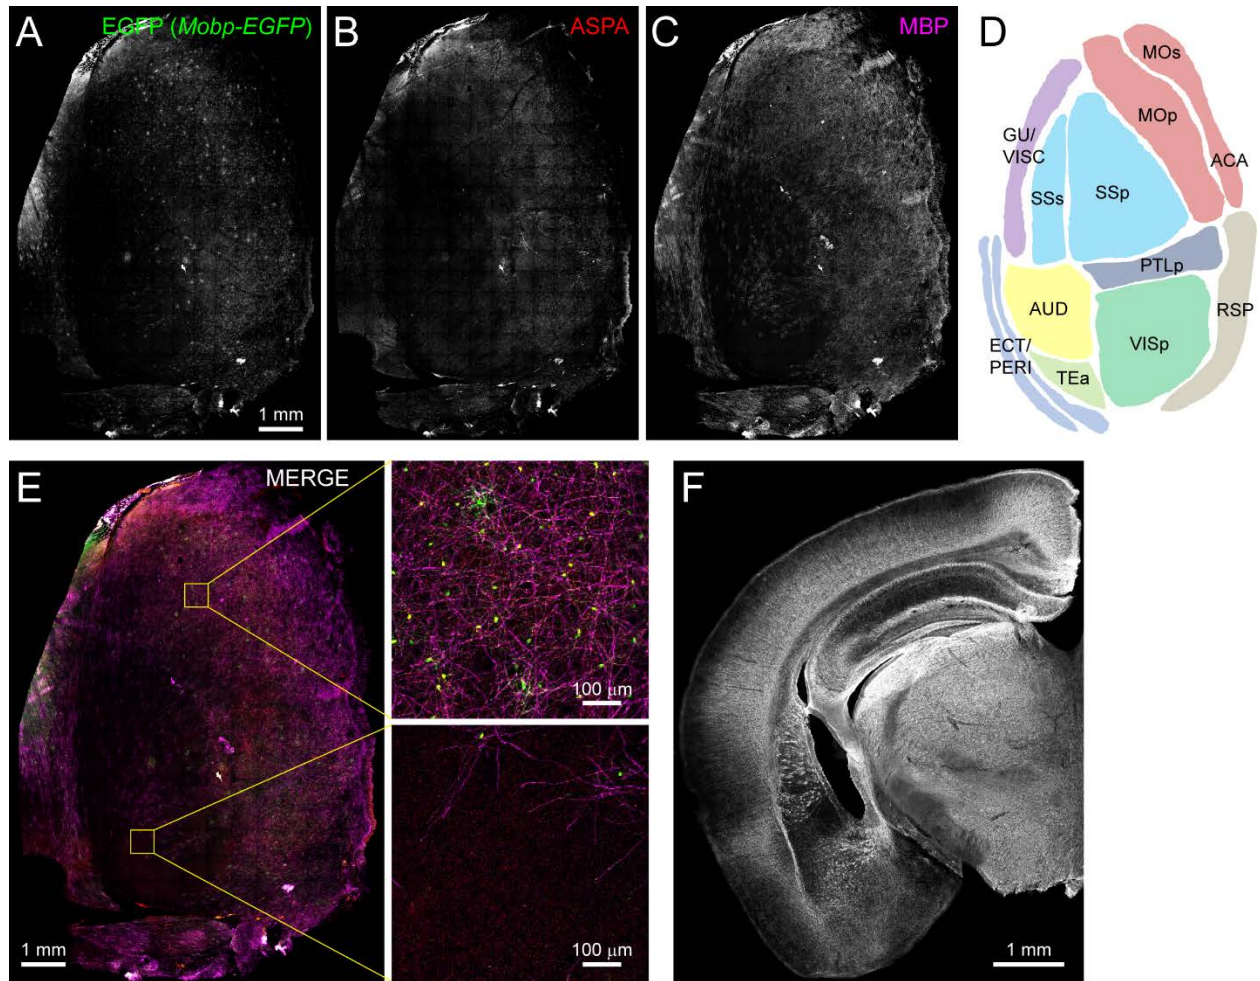 A
EGFP (Mobp-EGFP)
1 mm
B
ASPA
C
MBP
D
MOs
MOp
GU/
VISC
ACA
SSs
SSp
PTLp
AUD
RSP
ECT/
PERI
VISp
TEa
E
MERGE
1 mm
100 μm
100 μm
F
1 mm